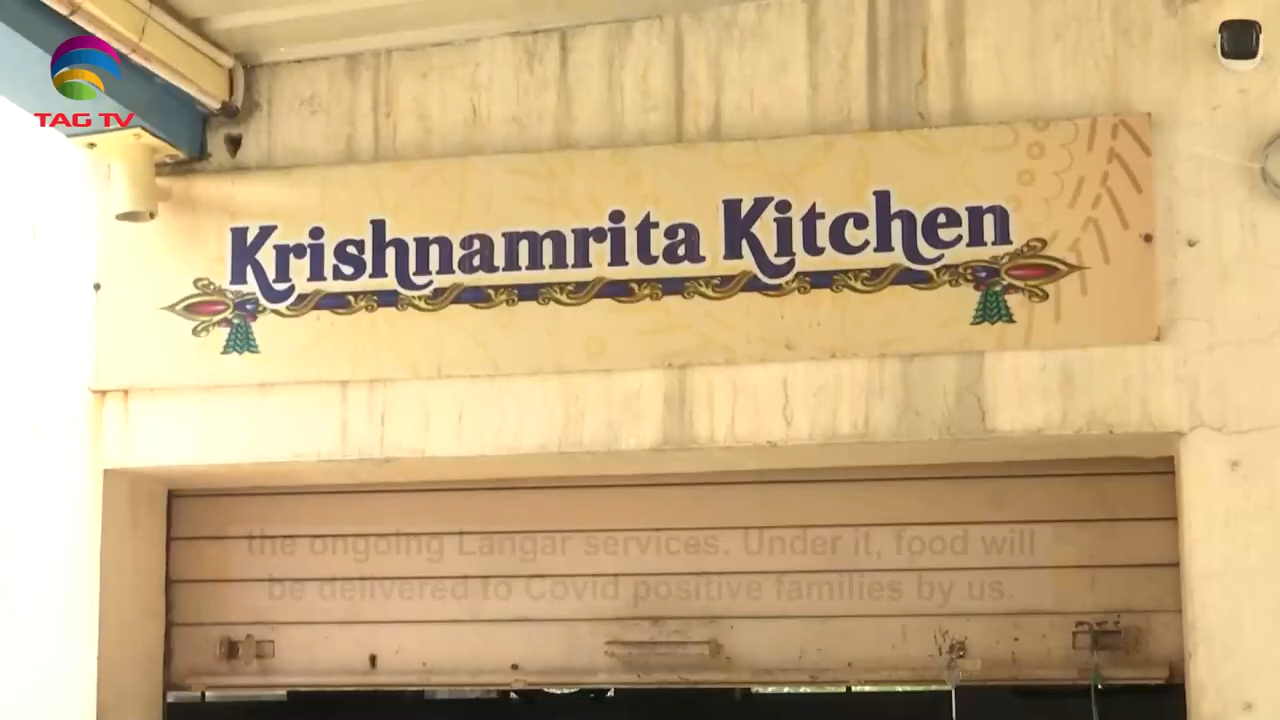 TAG TV
Krishnamrita Kitchen
the ongoing Langar services. Under it, food will
be delivered to Covid positive families by us.